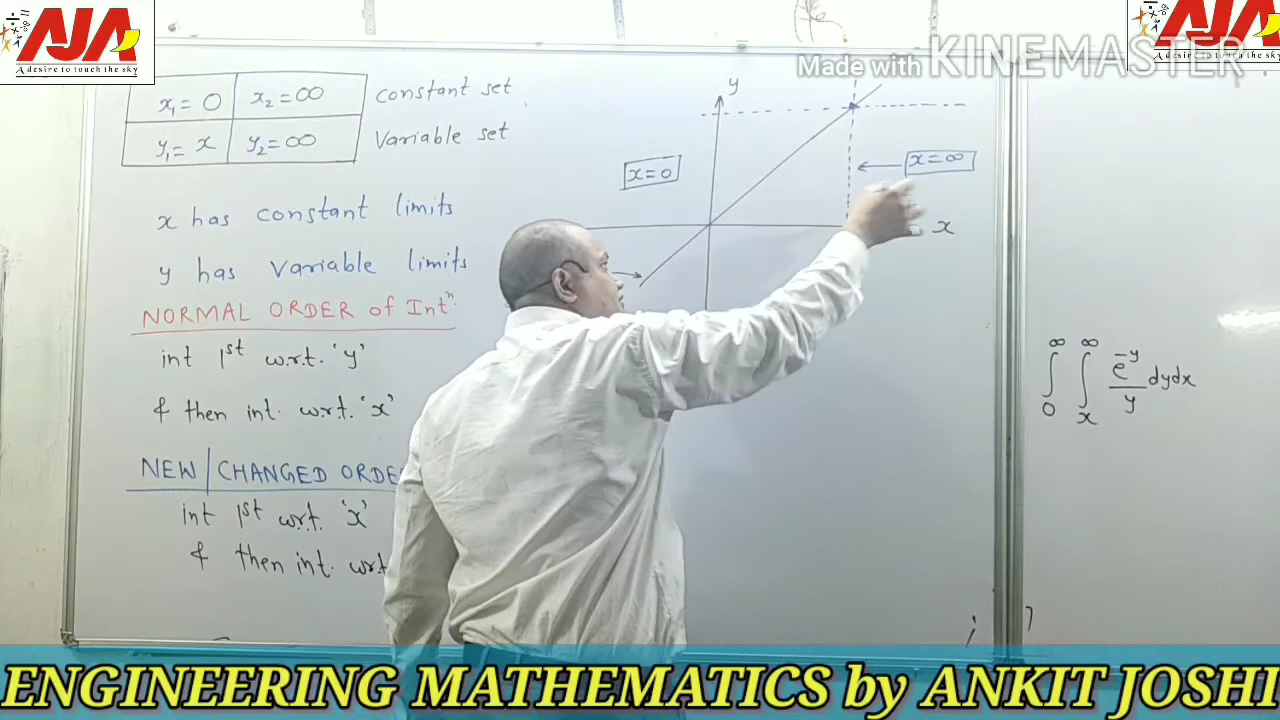 AJA
A desire to touch the sky
AJA
A desire to touch the sky
Made with KINEMASTER
x₁ = 0 x₂ = ∞ constant set
y₁ = x y₂ = ∞ Variable set
x has constant limits
y has Variable limits
NORMAL ORDER of Intⁿ.
int 1st w.r.t. 'y'
& then int. w.r.t. 'x'
NEW/CHANGED ORDE
int 1st w.r.t. 'x'
& then int. w.r.t
y
x=0
x=∞
x
∫₀^∞ ∫ₓ^∞ e^-y/y dydx
ENGINEERING MATHEMATICS by ANKIT JOSHI